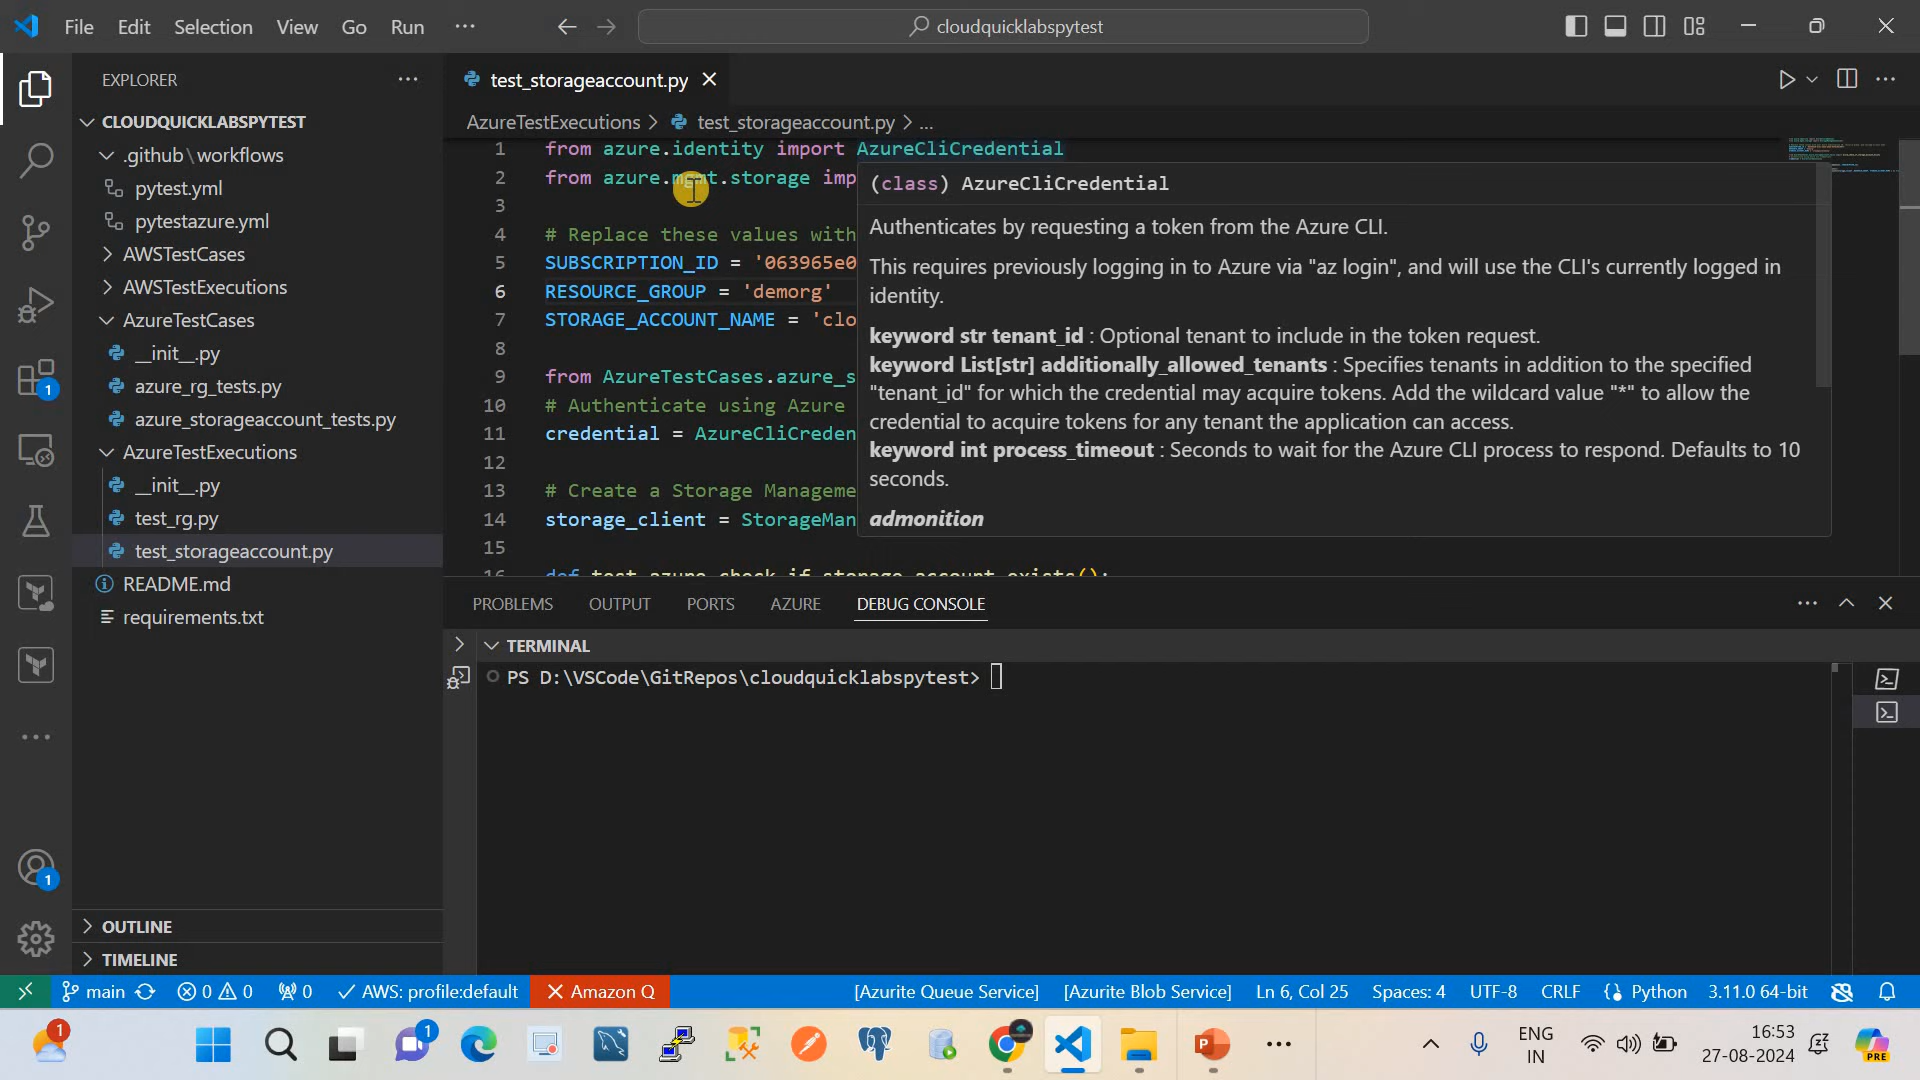 File Edit Selection View Go Run ···
cloudquicklabspytest
EXPLORER
CLOUDQUICKLABSPYTEST
.github\workflows
pytest.yml
pytestazure.yml
AWSTestCases
AWSTestExecutions
AzureTestCases
__init__.py
azure_rg_tests.py
azure_storageaccount_tests.py
AzureTestExecutions
__init__.py
test_rg.py
test_storageaccount.py
README.md
requirements.txt
OUTLINE
TIMELINE
1
1
test_storageaccount.py
AzureTestExecutions > test_storageaccount.py > ...
1 from azure.identity import AzureCliCredential
2 from azure.mgmt.storage imp
3
4 # Replace these values with
5 SUBSCRIPTION_ID = '063965e0
6 RESOURCE_GROUP = 'demorg'
7 STORAGE_ACCOUNT_NAME = 'clo
8
9 from AzureTestCases.azure_s
10 # Authenticate using Azure
11 credential = AzureCliCreden
12
13 # Create a Storage Manageme
14 storage_client = StorageMan
15
16 def test_azure_check_if_storage_account_exists():
(class) AzureCliCredential
Authenticates by requesting a token from the Azure CLI.
This requires previously logging in to Azure via "az login", and will use the CLI's currently logged in
identity.
keyword str tenant_id : Optional tenant to include in the token request.
keyword List[str] additionally_allowed_tenants : Specifies tenants in addition to the specified
"tenant_id" for which the credential may acquire tokens. Add the wildcard value "*" to allow the
credential to acquire tokens for any tenant the application can access.
keyword int process_timeout : Seconds to wait for the Azure CLI process to respond. Defaults to 10
seconds.
admonition
PROBLEMS OUTPUT PORTS AZURE DEBUG CONSOLE
TERMINAL
PS D:\VSCode\GitRepos\cloudquicklabspytest>
main 0 0 0 AWS: profile:default Amazon Q [Azurite Queue Service] [Azurite Blob Service] Ln 6, Col 25 Spaces: 4 UTF-8 CRLF Python 3.11.0 64-bit
1
1
P
ENG
IN
16:53
27-08-2024
PRE